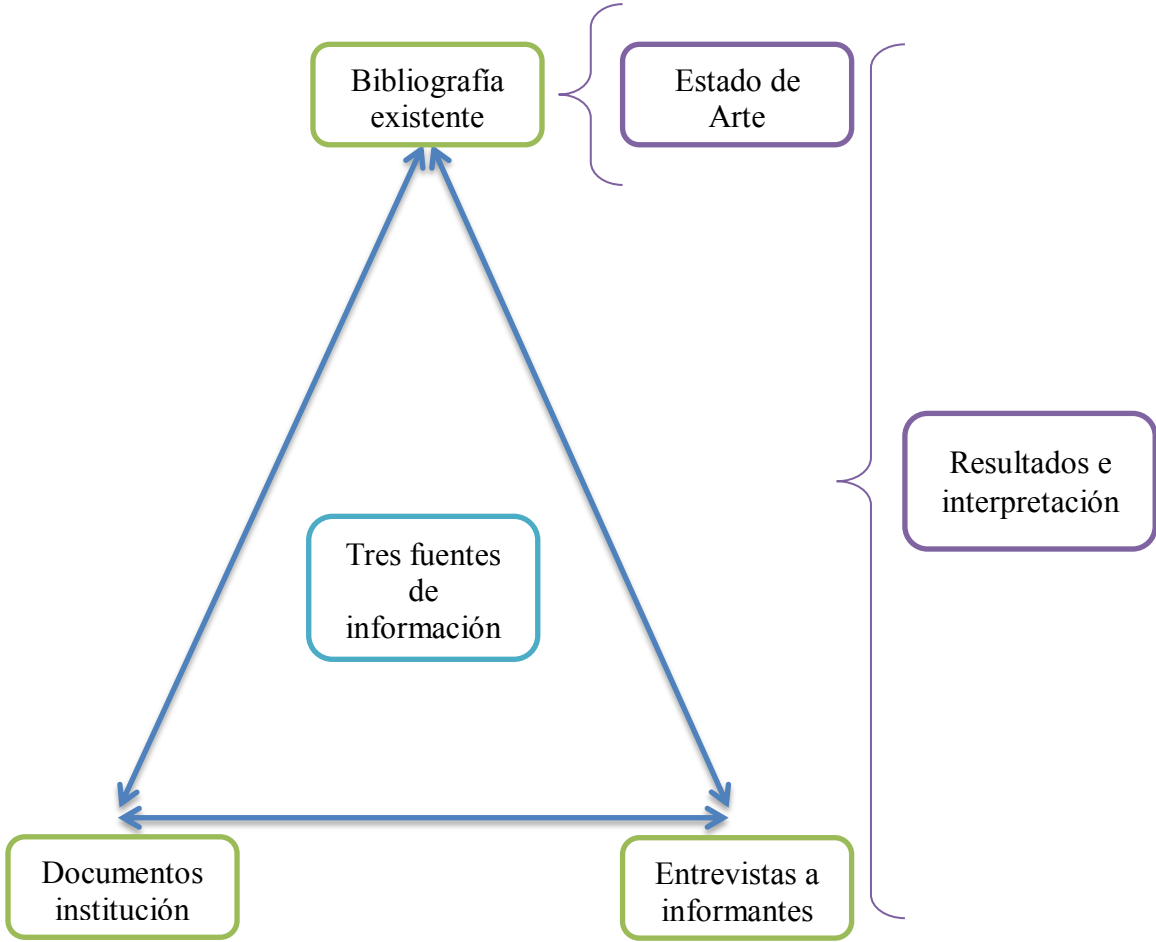 Bibliografía
existente
Estado de
Arte
Resultados e
interpretación
Tres fuentes
de
información
Documentos
institución
Entrevistas a
informantes